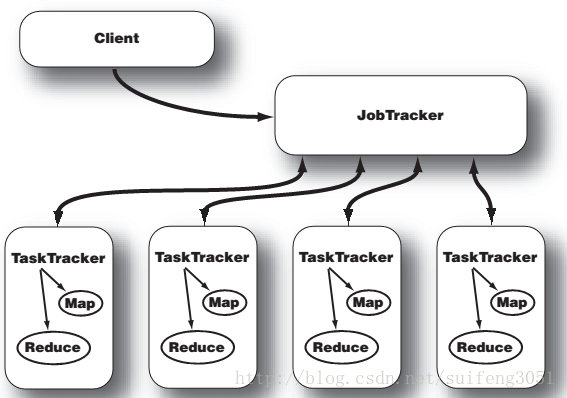 Client
JobTracker
TaskTracker TaskTracker TaskTracker TaskTracker
Map Map Map Map
Reduce Reduce Reduce Reduce
http://blog.csdn.net/suifeng3051